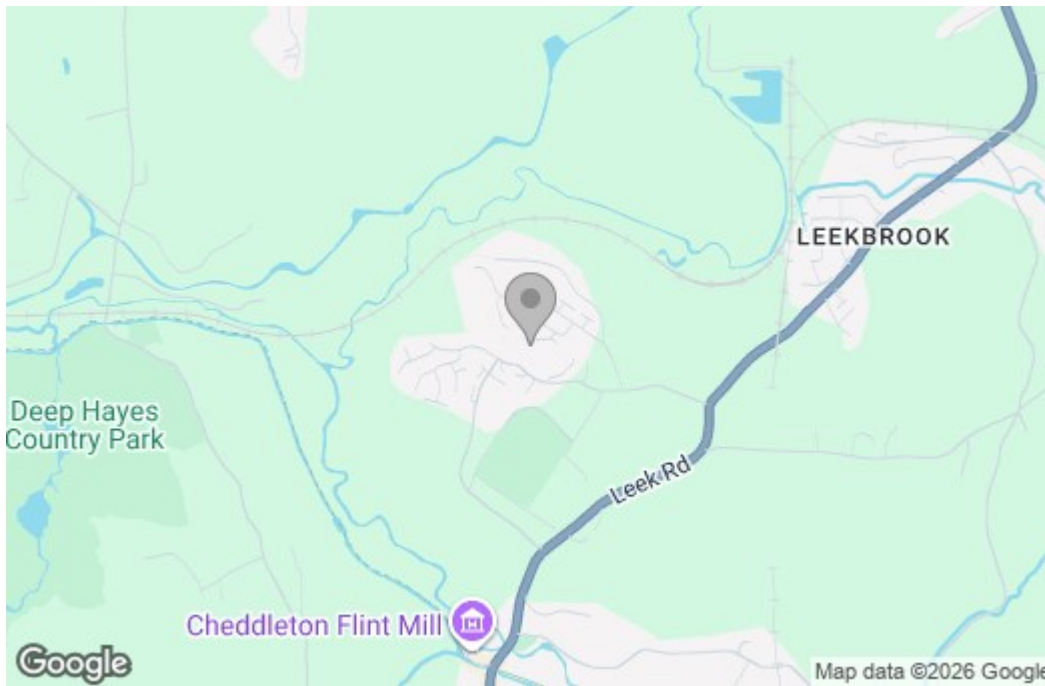 LEEKBROOK
Deep Hayes
Country Park
Leek Rd
Cheddleton Flint Mill
Google
Map data ©2026 Google